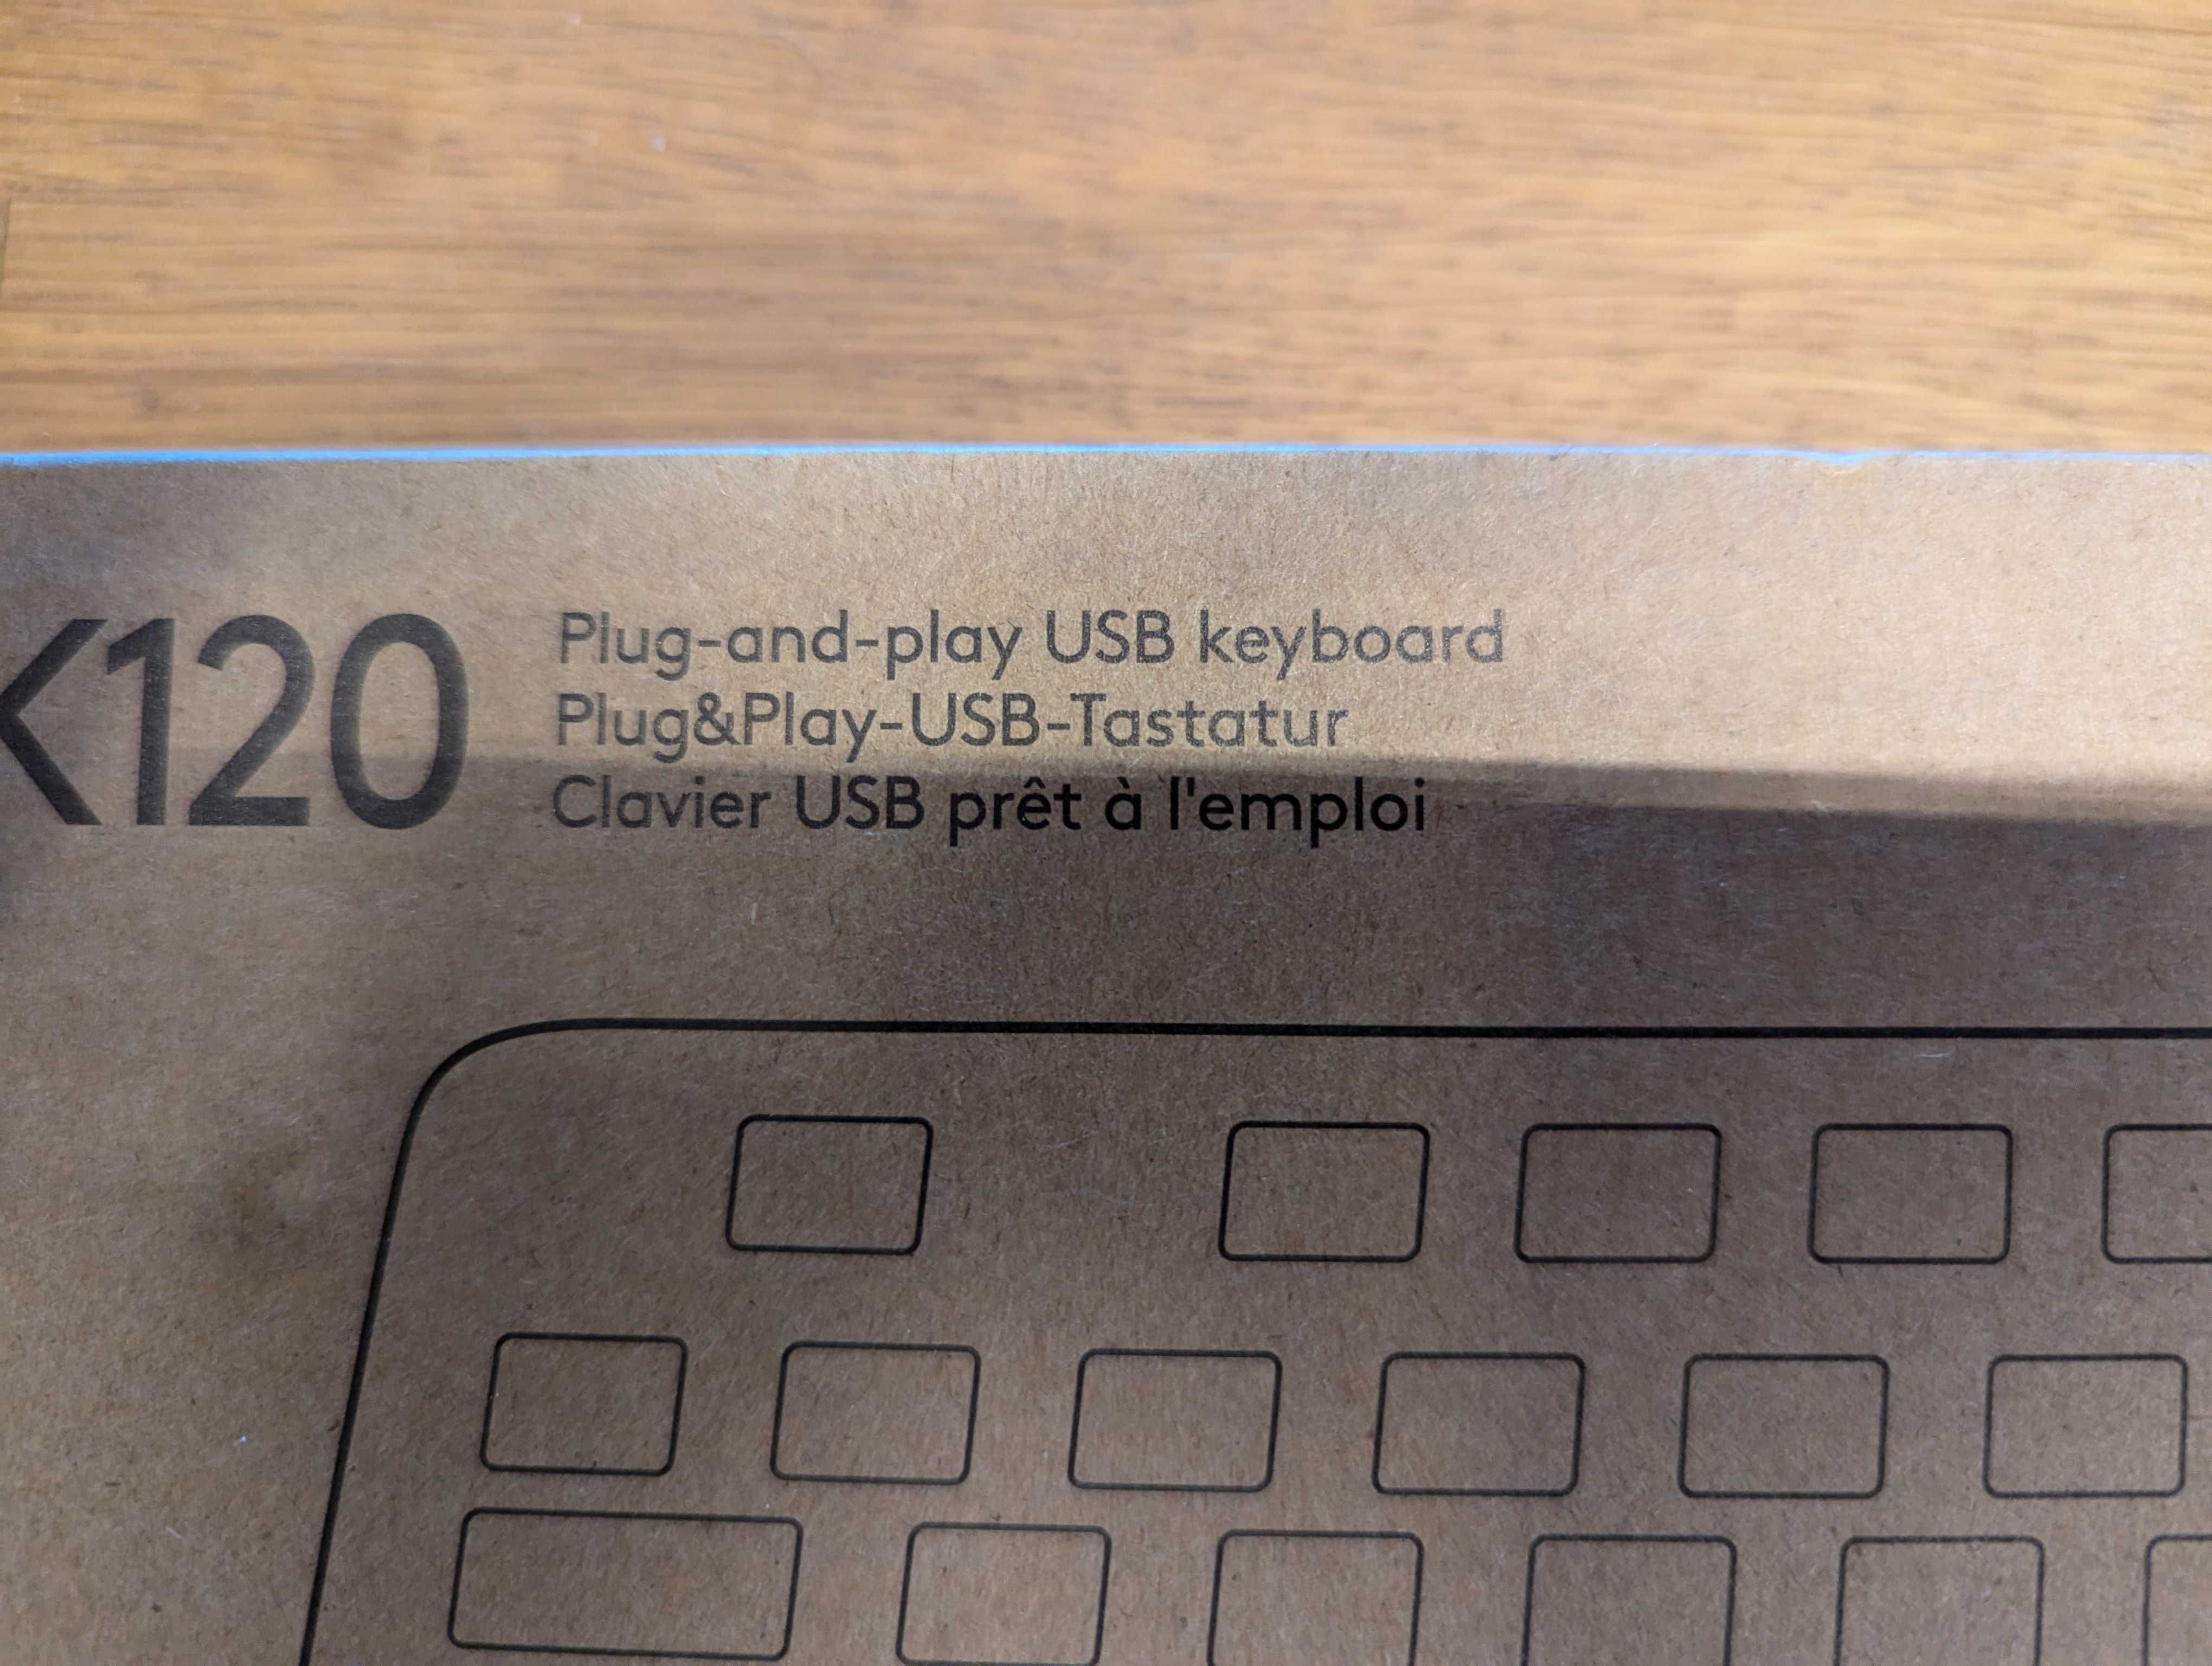 K120
Plug-and-play USB keyboard
Plug&Play-USB-Tastatur
Clavier USB prêt à l'emploi